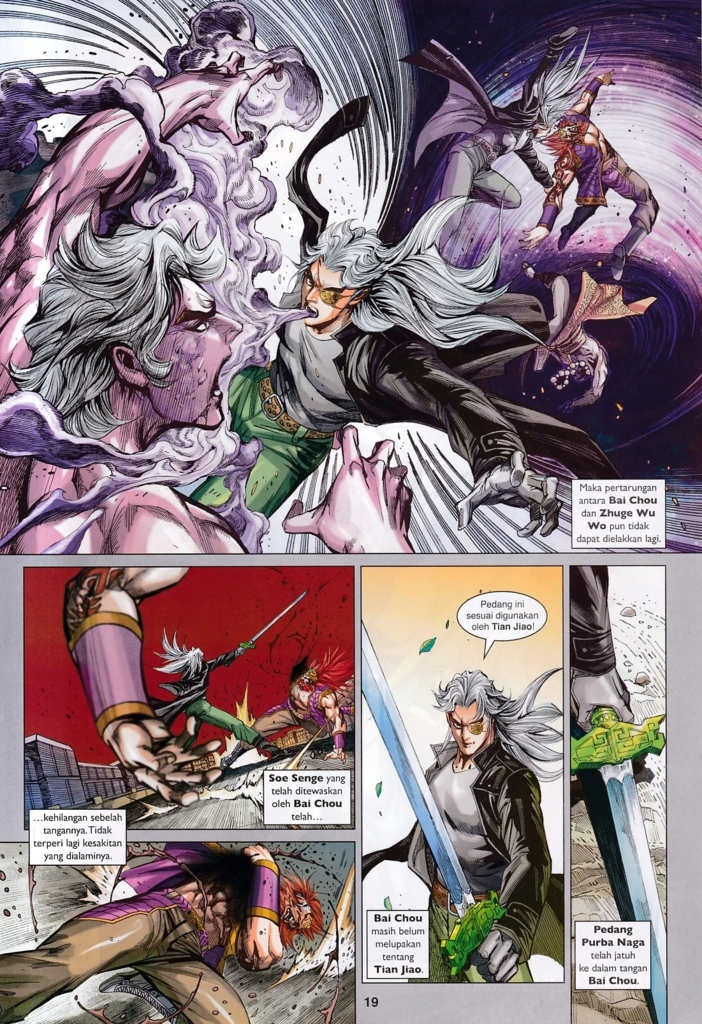 Maka pertarungan
antara Bai Chou
dan Zhuge Wu
Wo pun tidak
dapat dielakkan lagi.
Soe Senge yang
telah ditewaskan
oleh Bai Chou
telah...
...kehilangan sebelah
tangannya. Tidak
terperi lagi kesakitan
yang dialaminya.
Pedang ini
sesuai digunakan
oleh Tian Jiao!
Bai Chou
masih belum
melupakan
tentang
Tian Jiao.
Pedang
Purba Naga
telah jatuh
ke dalam tangan
Bai Chou.
19